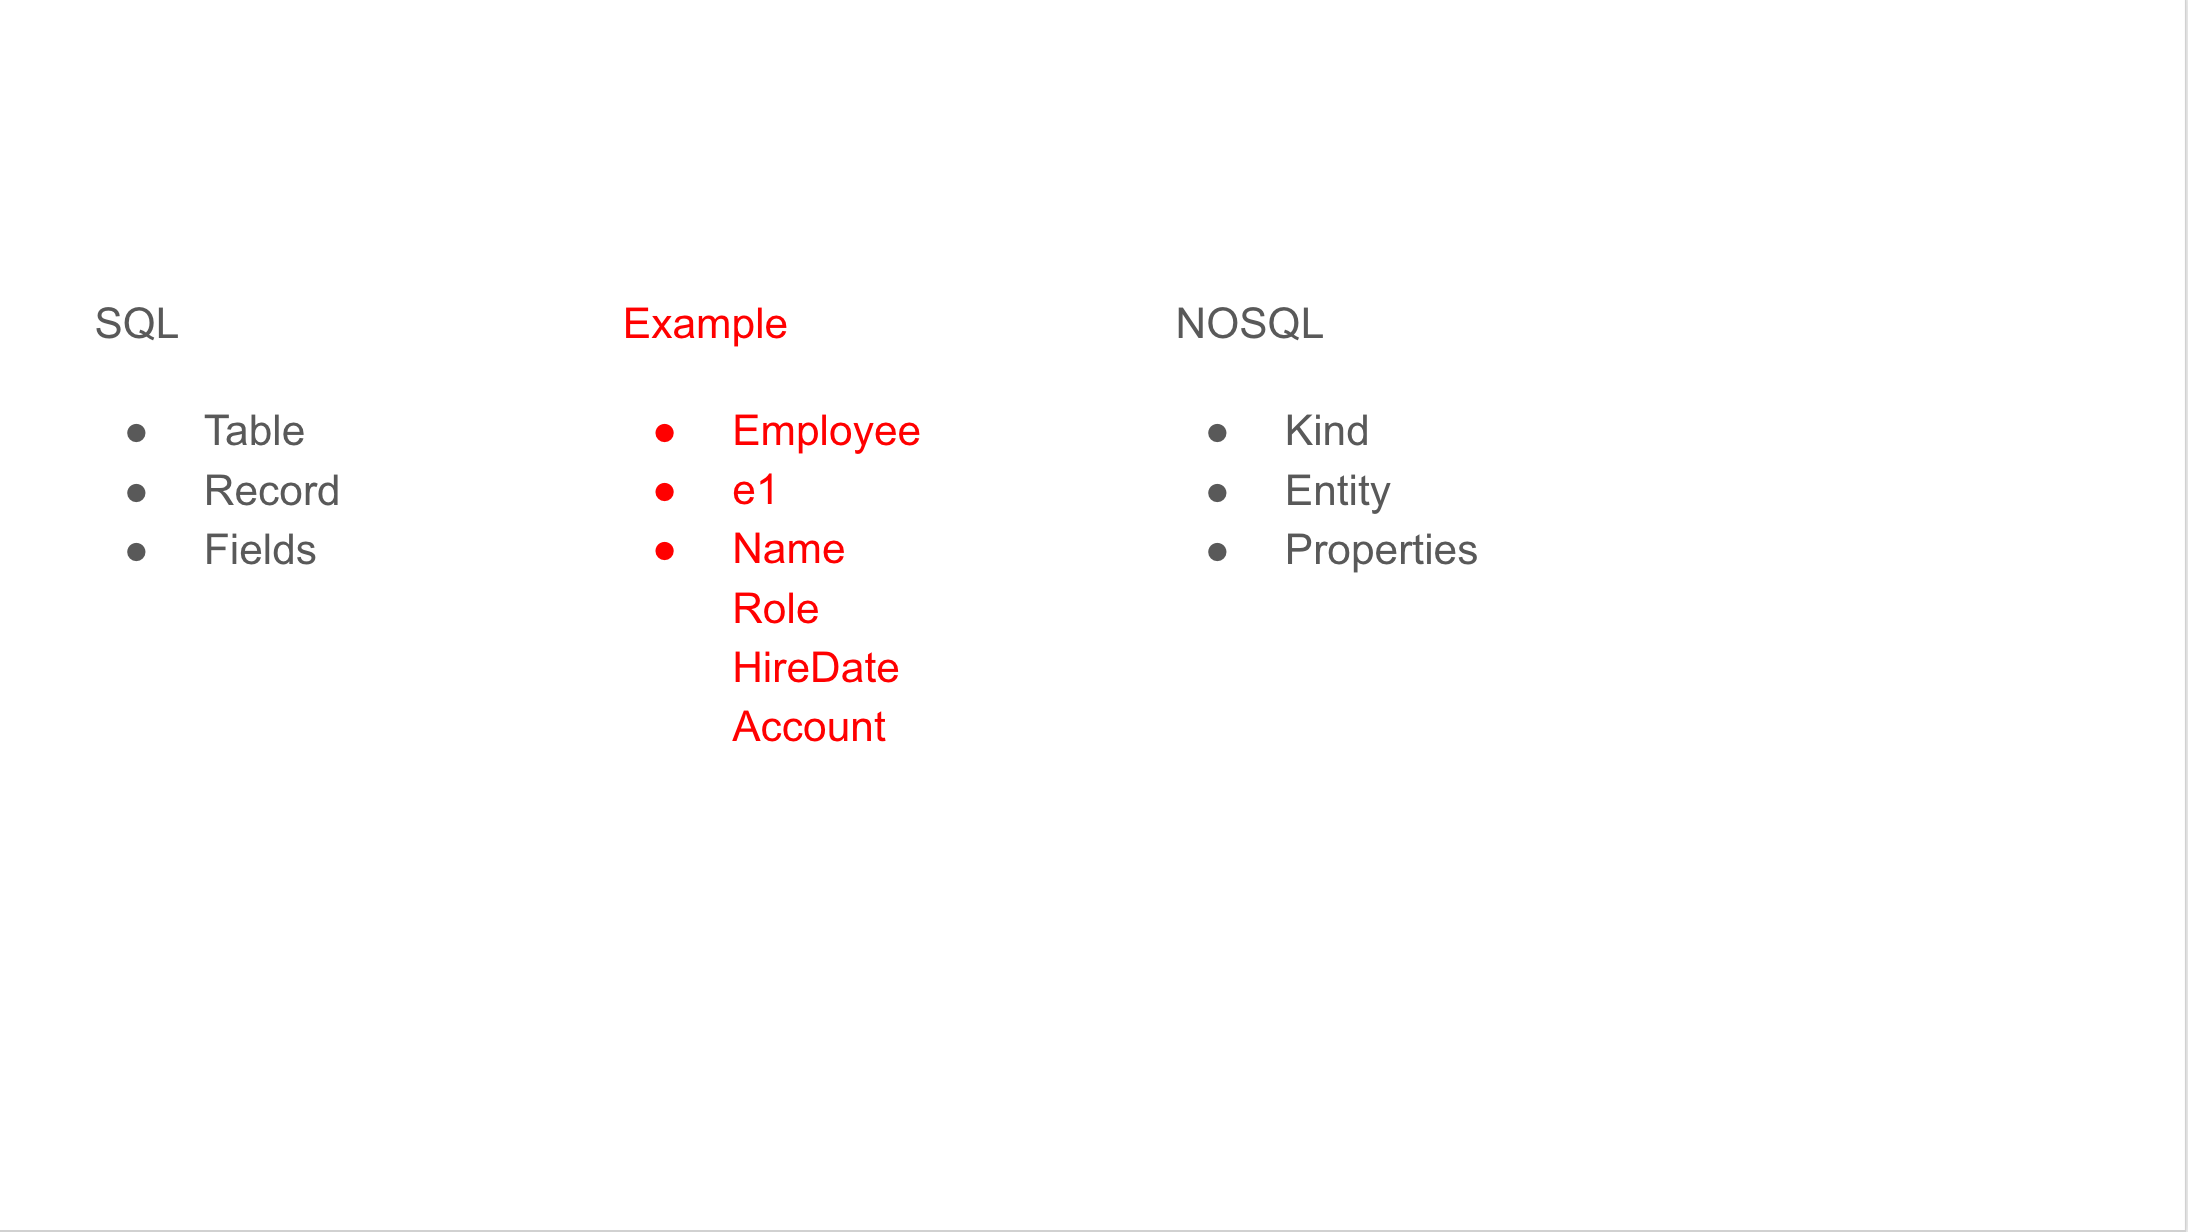 SQL
● Table
● Record
● Fields
Example
● Employee
● e1
● Name
Role
HireDate
Account
NOSQL
● Kind
● Entity
● Properties